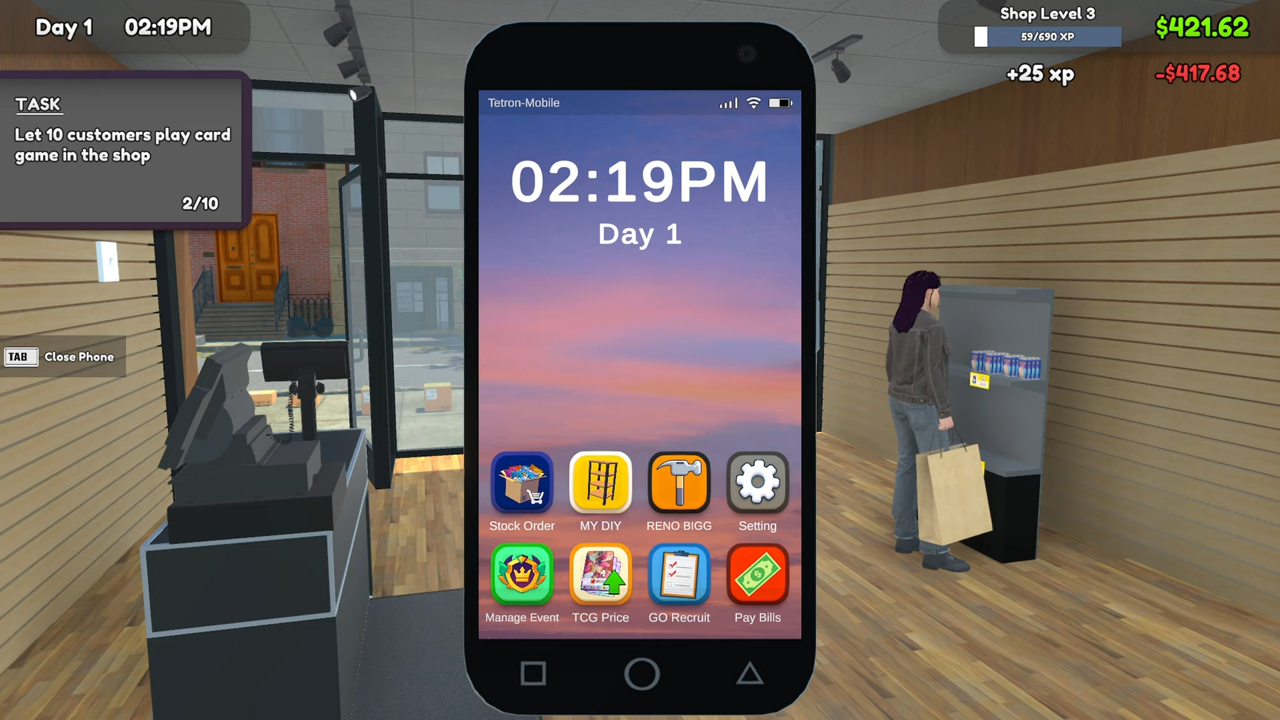 Day 1 02:19PM
Shop Level 3
59/690 XP
$421.62
+25 xp
-$417.68
TASK
Let 10 customers play card
game in the shop
2/10
TAB Close Phone
Tetron-Mobile
02:19PM
Day 1
Stock Order
MY DIY
RENO BIGG
Setting
Manage Event
TCG Price
GO Recruit
Pay Bills